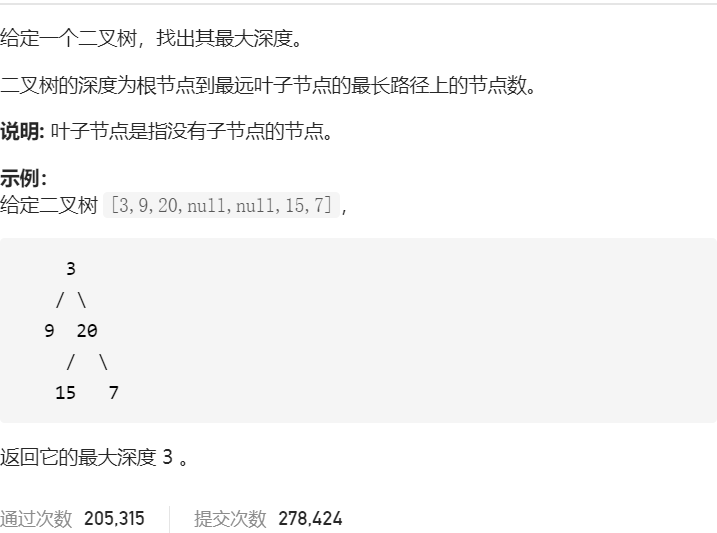 给定一个二叉树，找出其最大深度。
二叉树的深度为根节点到最远叶子节点的最长路径上的节点数。
说明: 叶子节点是指没有子节点的节点。
示例：
给定二叉树 [3,9,20,null,null,15,7]，
3
/ \
9 20
/ \
15 7
返回它的最大深度 3 。
通过次数 205,315 提交次数 278,424